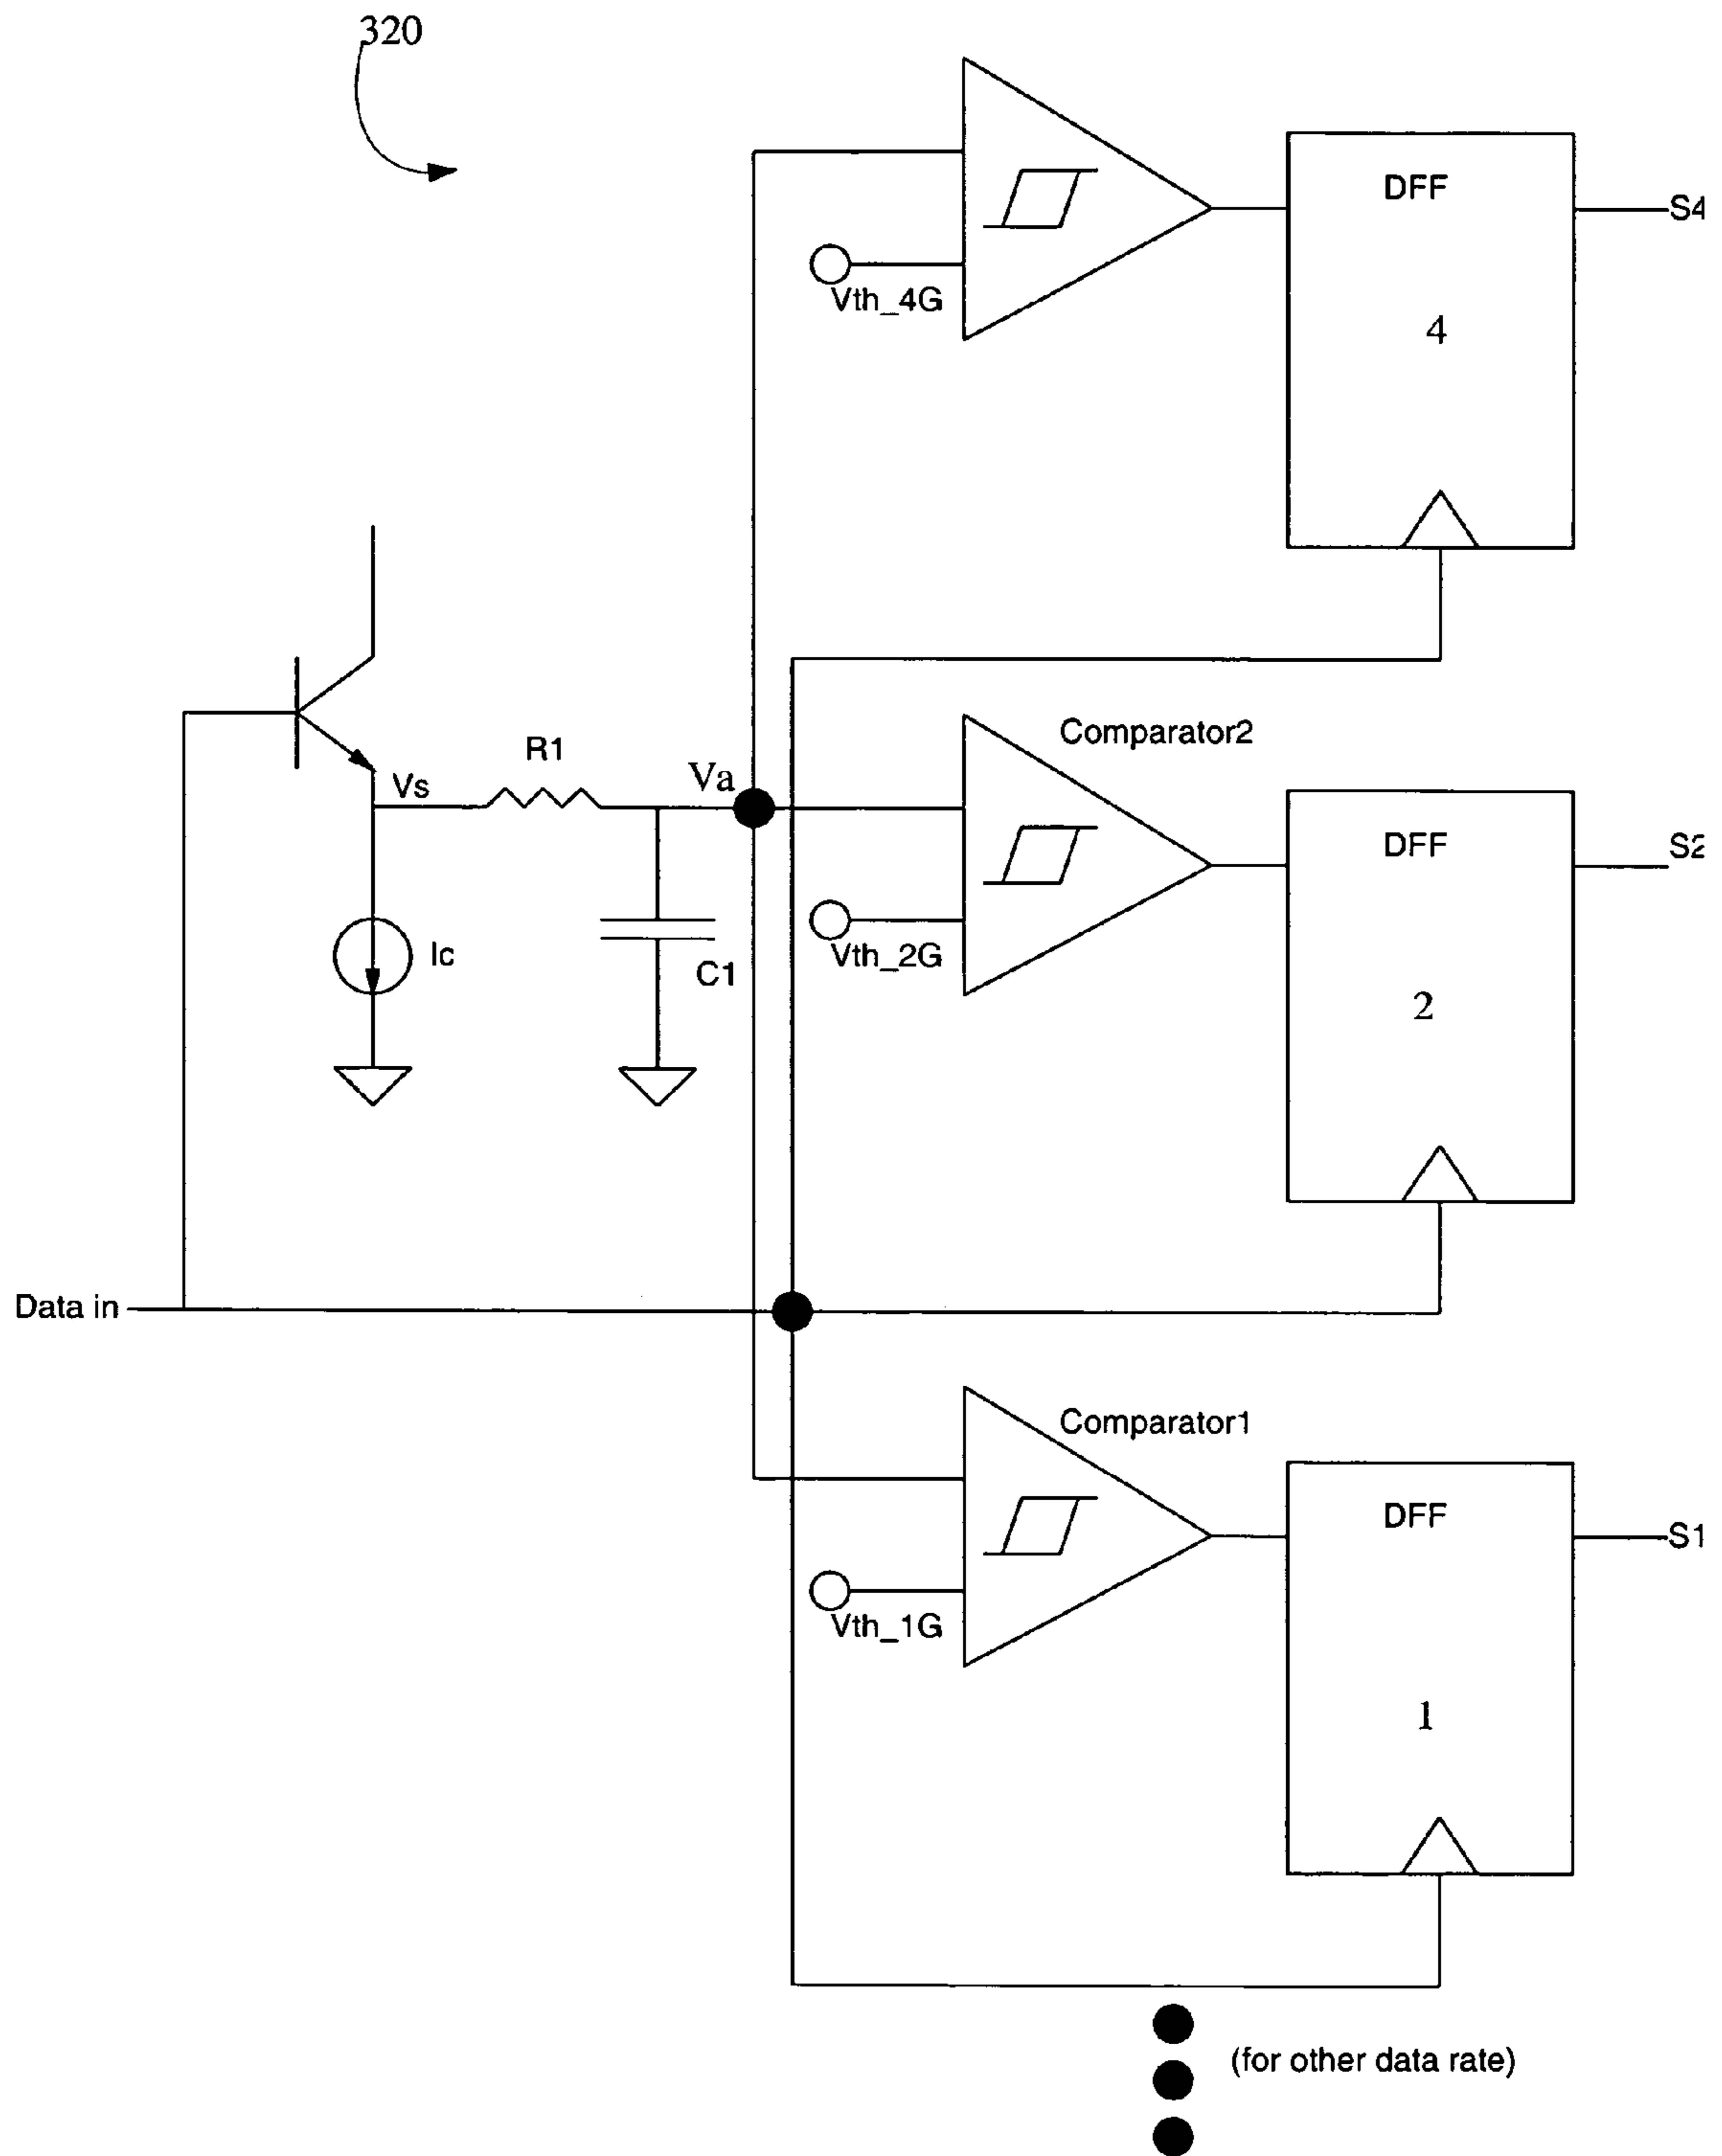 320
DFF
S4
Vth_4G
4
Comparator2
R1
Va
Vs
DFF
S2
Ic
Vth_2G
C1
2
Data in
Comparator1
DFF
S1
Vth_1G
1
(for other data rate)